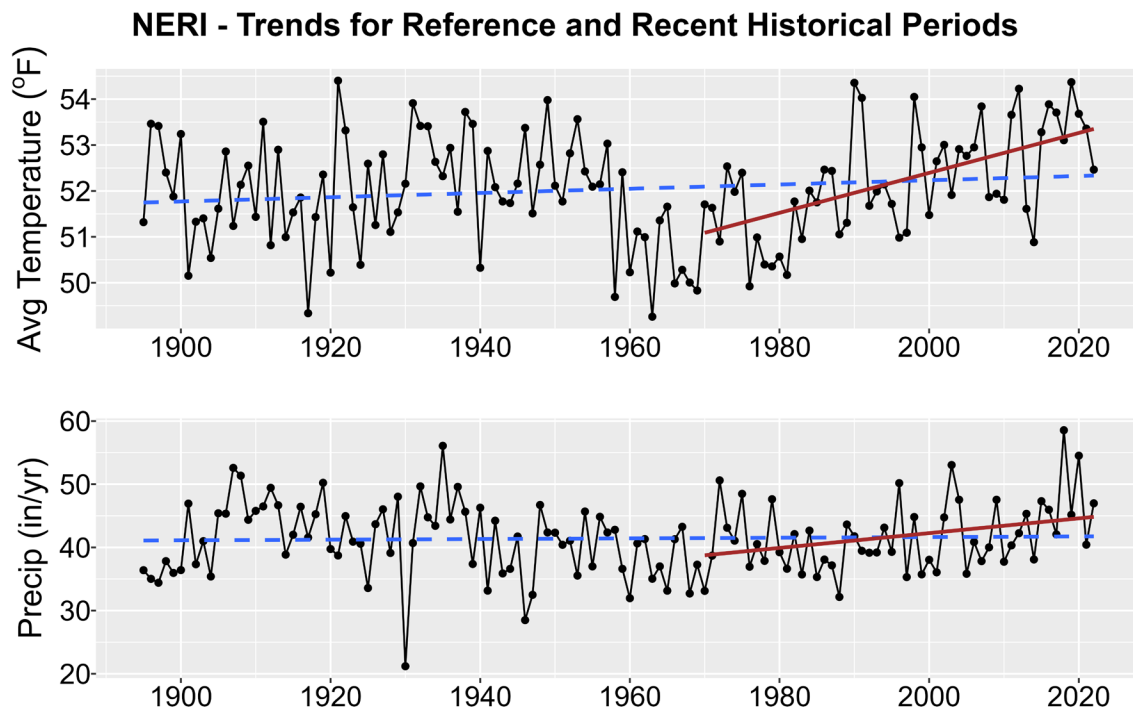 NERI - Trends for Reference and Recent Historical Periods
Avg Temperature (°F)
54
53
52
51
50
1900 1920 1940 1960 1980 2000 2020
Precip (in/yr)
60
50
40
30
20
1900 1920 1940 1960 1980 2000 2020